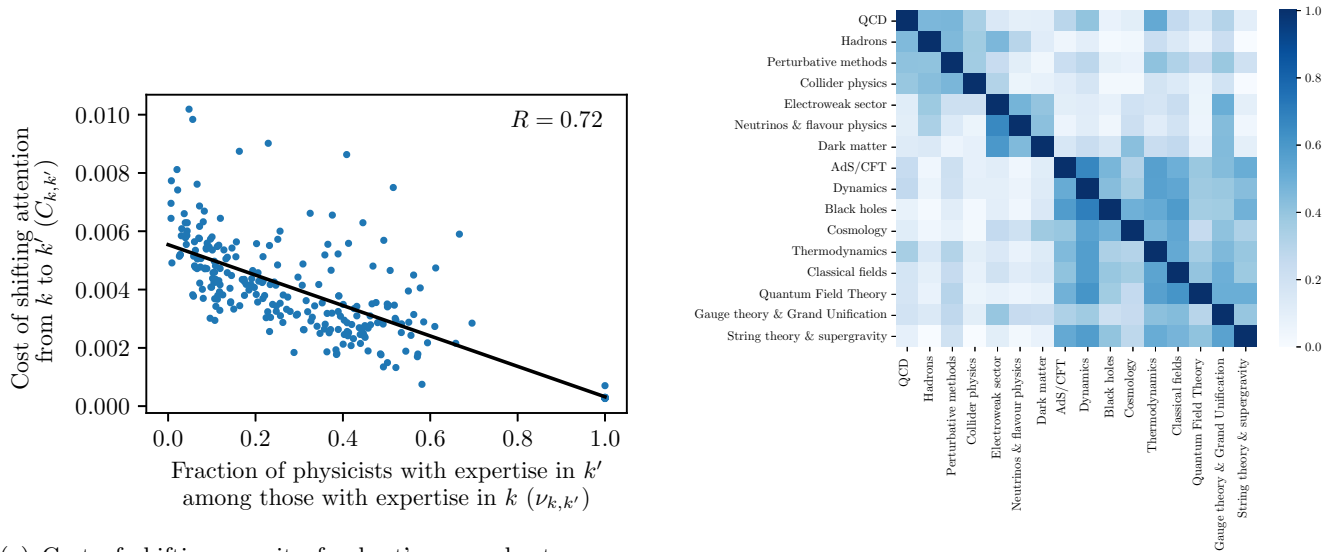 0.010
0.008
0.006
0.004
0.002
0.000
Cost of shifting attention
from k to k′ (C_{k,k′})
R = 0.72
0.0 0.2 0.4 0.6 0.8 1.0
Fraction of physicists with expertise in k′
among those with expertise in k (ν_{k,k′})
QCD
Hadrons
Perturbative methods
Collider physics
Electroweak sector
Neutrinos & flavour physics
Dark matter
AdS/CFT
Dynamics
Black holes
Cosmology
Thermodynamics
Classical fields
Quantum Field Theory
Gauge theory & Grand Unification
String theory & supergravity
QCD
Hadrons
Perturbative methods
Collider physics
Electroweak sector
Neutrinos & flavour physics
Dark matter
AdS/CFT
Dynamics
Black holes
Cosmology
Thermodynamics
Classical fields
Quantum Field Theory
Gauge theory & Grand Unification
String theory & supergravity
1.0
0.8
0.6
0.4
0.2
0.0